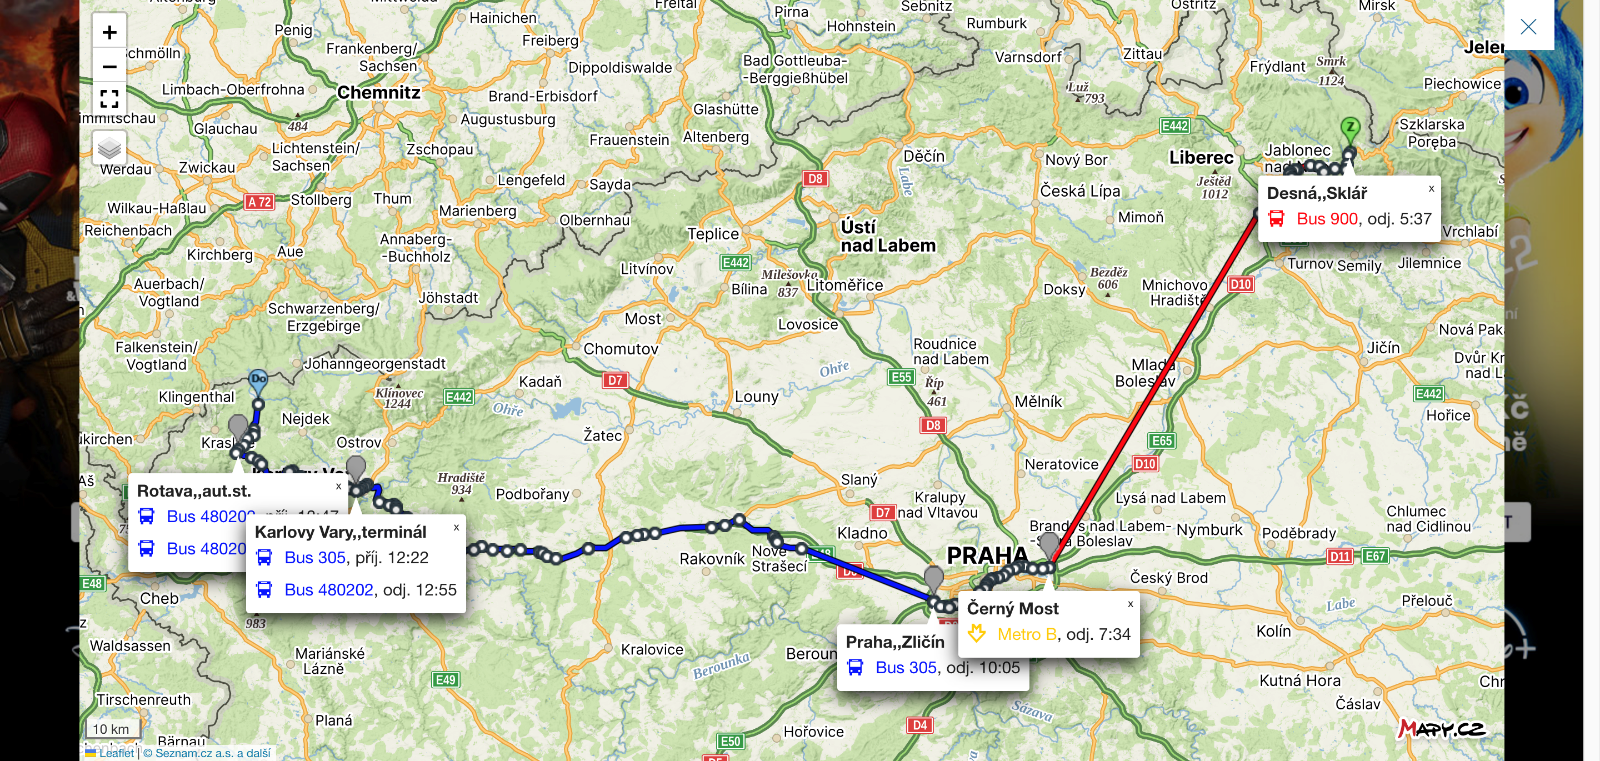 +
−
Penig
Hainichen
Freital
Pirna
Sebnitz
Mirsk
Hohnstein
Rumburk
Freiberg
Frankenberg/
Sachsen
Limbach-Oberfrohna
Chemnitz
Dippoldiswalde
Bad Gottleuba-
-Berggießhübel
Varnsdorf
Zittau
Frýdlant
Smrk
1124
Piechowice
Luž
793
Brand-Erbisdorf
Glashütte
484
Augustusburg
Glauchau
Frauenstein
Altenberg
E442
Szklarska
Poręba
Z
Lichtenstein/
Sachsen
Zschopau
Děčín
Nový Bor
Liberec
Jablonec
Werdau
Zwickau
Lengefeld
Sayda
D8
Labe
Česká Lípa
Ještěd
1012
Wilkau-Haßlau
A 72
Stollberg
Thum
Marienberg
Olbernhau
Mimoň
Desná,,Sklář
x
Bus 900, odj. 5:37
Reichenbach
Teplice
Ústí
nad Labem
Vrchlabí
Kirchberg
Aue
Annaberg-
-Buchholz
Litvínov
E442
Milešovka
837
Bílina
Litoměřice
Bezděz
606
Doksy
Mnichovo
Hradiště
D10
Turnov
Semily
Jilemnice
Auerbach/
Vogtland
Jöhstadt
Schwarzenberg/
Erzgebirge
Most
Lovosice
Falkenstein/
Vogtland
Chomutov
Roudnice
nad Labem
Jičín
Johanngeorgenstadt
D7
Kadaň
Ohře
E55
Říp
461
Mladá
Boleslav
Do
Klingenthal
Klínovec
1244
E442
Ohře
Louny
Mělník
E442
Hořice
Nejdek
Ostrov
Žatec
D8
E65
D10
Hradiště
934
Podbořany
Slaný
Neratovice
Kralupy
nad Vltavou
Lysá nad Labem
D7
Kladno
Nymburk
Poděbrady
Chlumec
nad Cidlinou
Rotava,,aut.st.
x
Karlovy Vary,,terminál
x
Bus 305, příj. 12:22
Bus 480202, odj. 12:55
Rakovník
Nové
Strašecí
PRAHA
D11
E67
E48
Cheb
983
Český Brod
Labe
Přelouč
Černý Most
x
Metro B, odj. 7:34
Praha,,Zličín
Bus 305, odj. 10:05
Kolín
Waldsassen
Mariánské
Lázně
Kralovice
Berounka
E49
Kutná Hora
Čáslav
Tirschenreuth
Planá
Sázava
D4
Hořovice
E50
10 km
Bärnau
Mapy.cz
Leaflet | © Seznam.cz a.s. a další